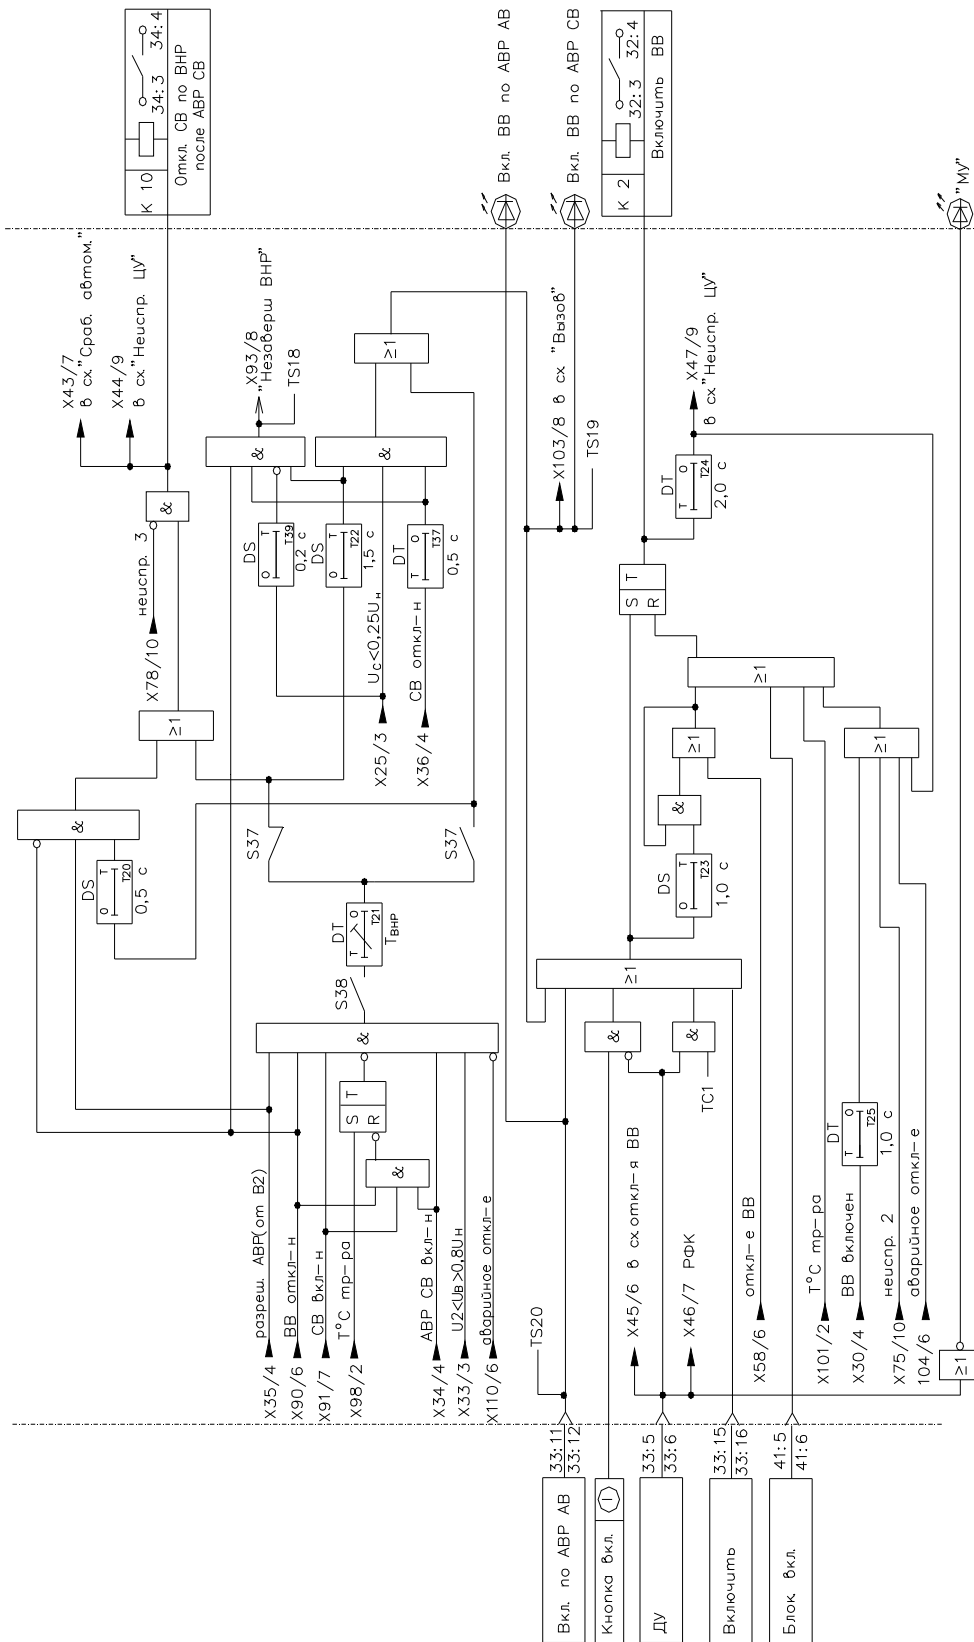 K 10
34:3 34:4
Откл. СВ по ВНР
после АВР СВ
X43/7
в сх."Сраб. автом."
X44/9
в сх."Неиспр. ЦУ"
X78/10
неиспр. 3
&
≥1
&
DS
O T
T20
0,5 с
X93/8
"Незаверш ВНР"
TS18
&
&
≥1
DS
O T
T39
0,2 с
DS
O T
T22
1,5 с
DT
T O
T37
0,5 с
Uc<0,25Uн
X25/3
СВ откл-н
X36/4
S37
S37
DT
T O
T21
Tвнр
S38
&
S T
R
&
X35/4
разреш. АВР(от В2)
X90/6
ВВ откл-н
X91/7
СВ вкл-н
X98/2
T°C тр-ра
X34/4
АВР СВ вкл-н
X33/3
U2<Uв>0,8Uн
X110/6
аварийное откл-е
Вкл. ВВ по АВР АВ
Вкл. ВВ по АВР СВ
X103/8 в сх "Вызов"
TS19
K 2
32:3 32:4
Включить ВВ
X47/9
в сх."Неиспр. ЦУ"
DT
T O
T24
2,0 с
S T
R
≥1
≥1
&
≥1
DS
O T
T23
1,0 с
≥1
&
&
TC1
TS20
X45/6 в сх.откл-я ВВ
X46/7 РФК
X58/6
откл-е ВВ
X101/2
T°C тр-ра
X30/4
ВВ включен
DT
T O
T25
1,0 с
X75/10
неиспр. 2
104/6
аварийное откл-е
≥1
"МУ"
Вкл. по АВР АВ
33:11
33:12
Кнопка вкл.
I
ДУ
33:5
33:6
Включить
33:15
33:16
Блок. вкл.
41:5
41:6